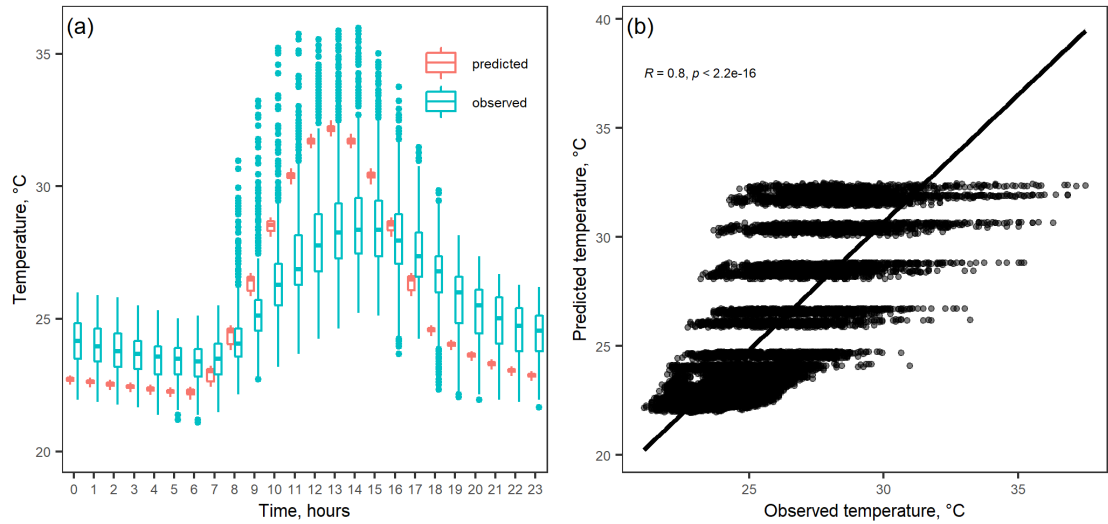 (a)
predicted
observed
Temperature, °C
35
30
25
20
0 1 2 3 4 5 6 7 8 9 10 11 12 13 14 15 16 17 18 19 20 21 22 23
Time, hours
(b)
R = 0.8, p < 2.2e-16
Predicted temperature, °C
40
35
30
25
20
25 30 35
Observed temperature, °C